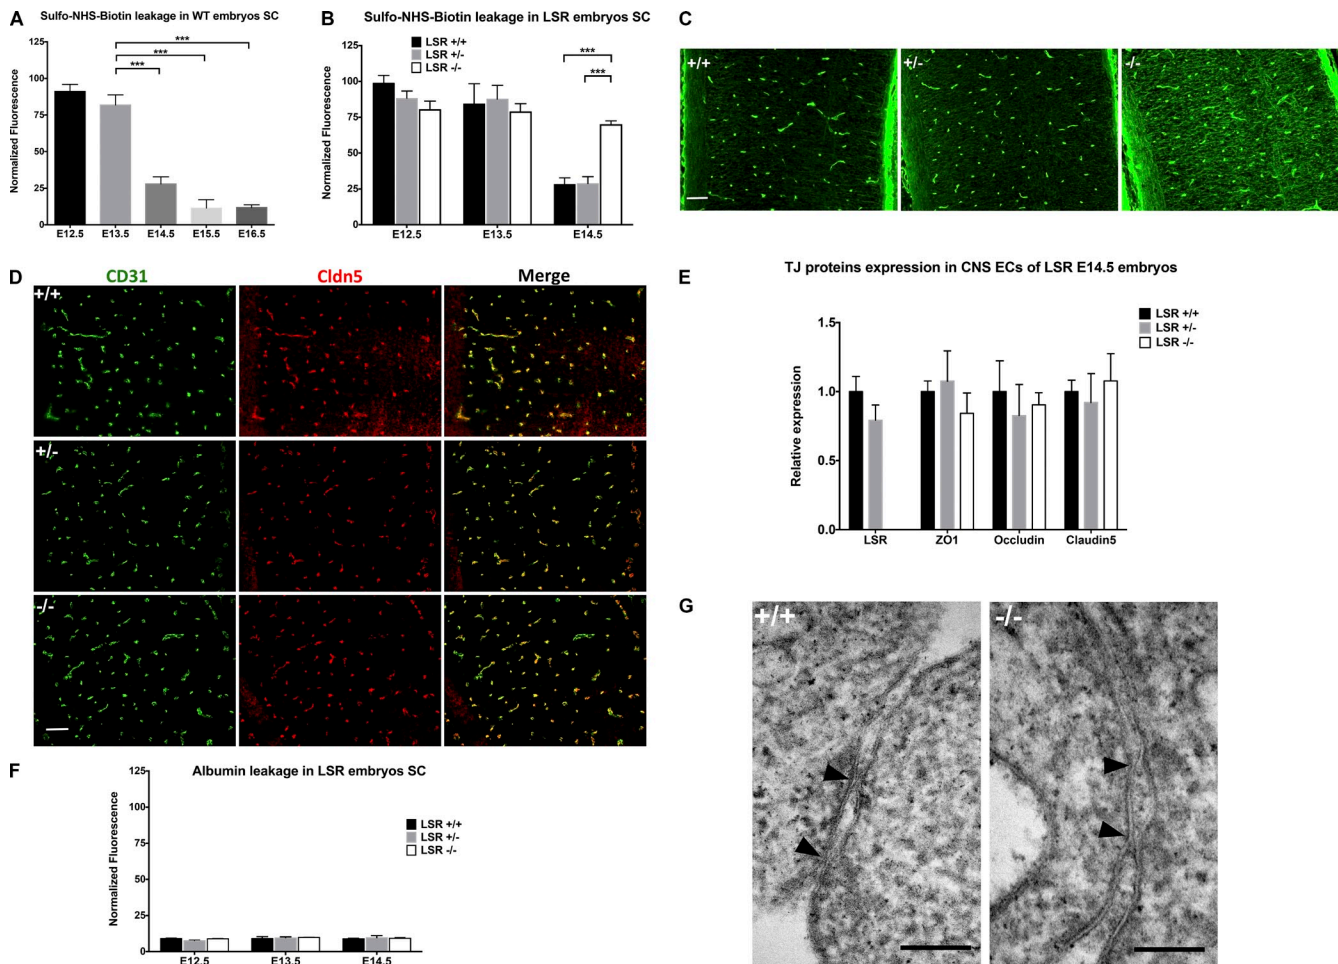 A
Sulfo-NHS-Biotin leakage in WT embryos SC
Normalized Fluorescence
125
100
75
50
25
0
***
***
***
E12.5 E13.5 E14.5 E15.5 E16.5
B
Sulfo-NHS-Biotin leakage in LSR embryos SC
Normalized Fluorescence
125
100
75
50
25
0
LSR +/+
LSR +/-
LSR -/-
***
***
E12.5 E13.5 E14.5
C
+/+
+/-
-/-
D
CD31 Cldn5 Merge
+/+
+/-
-/-
E
TJ proteins expression in CNS ECs of LSR E14.5 embryos
Relative expression
1.5
1.0
0.5
0.0
LSR +/+
LSR +/-
LSR -/-
LSR ZO1 Occludin Claudin5
F
Albumin leakage in LSR embryos SC
Normalized Fluorescence
125
100
75
50
25
0
LSR +/+
LSR +/-
LSR -/-
E12.5 E13.5 E14.5
G
+/+
-/-